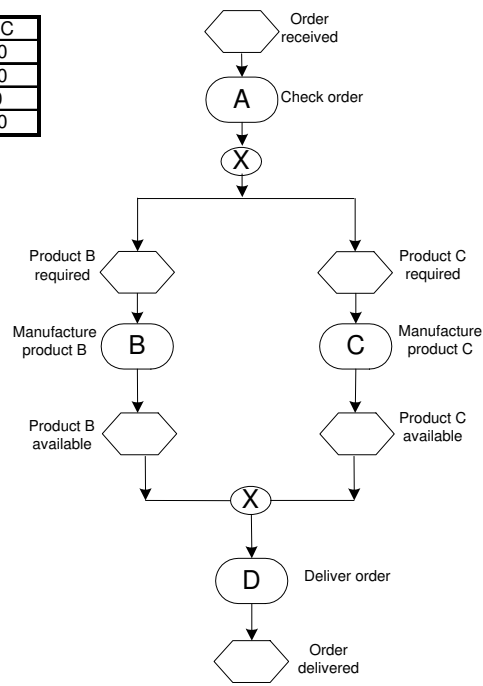 C
0
0
0
0
Order
received
A
Check order
X
Product B
required
Product C
required
Manufacture
product B
B
C
Manufacture
product C
Product B
available
Product C
available
X
D
Deliver order
Order
delivered